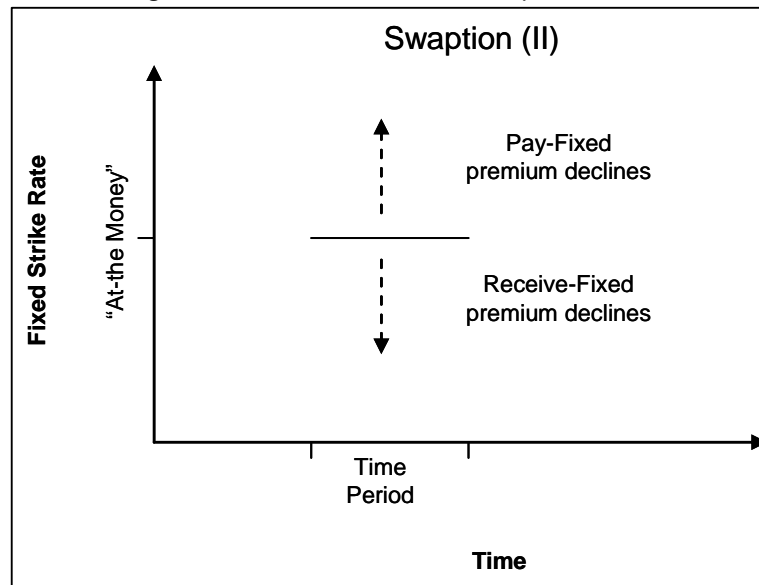 Swaption (II)
Fixed Strike Rate
“At-the Money”
Pay-Fixed
premium declines
Receive-Fixed
premium declines
Time
Period
Time